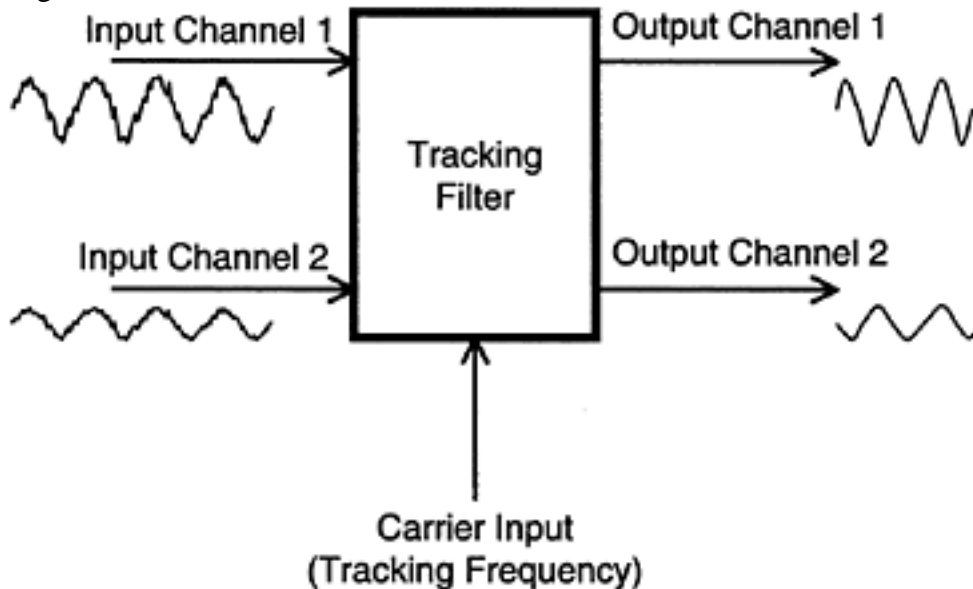 Input Channel 1
Output Channel 1
Tracking
Filter
Input Channel 2
Output Channel 2
Carrier Input
(Tracking Frequency)